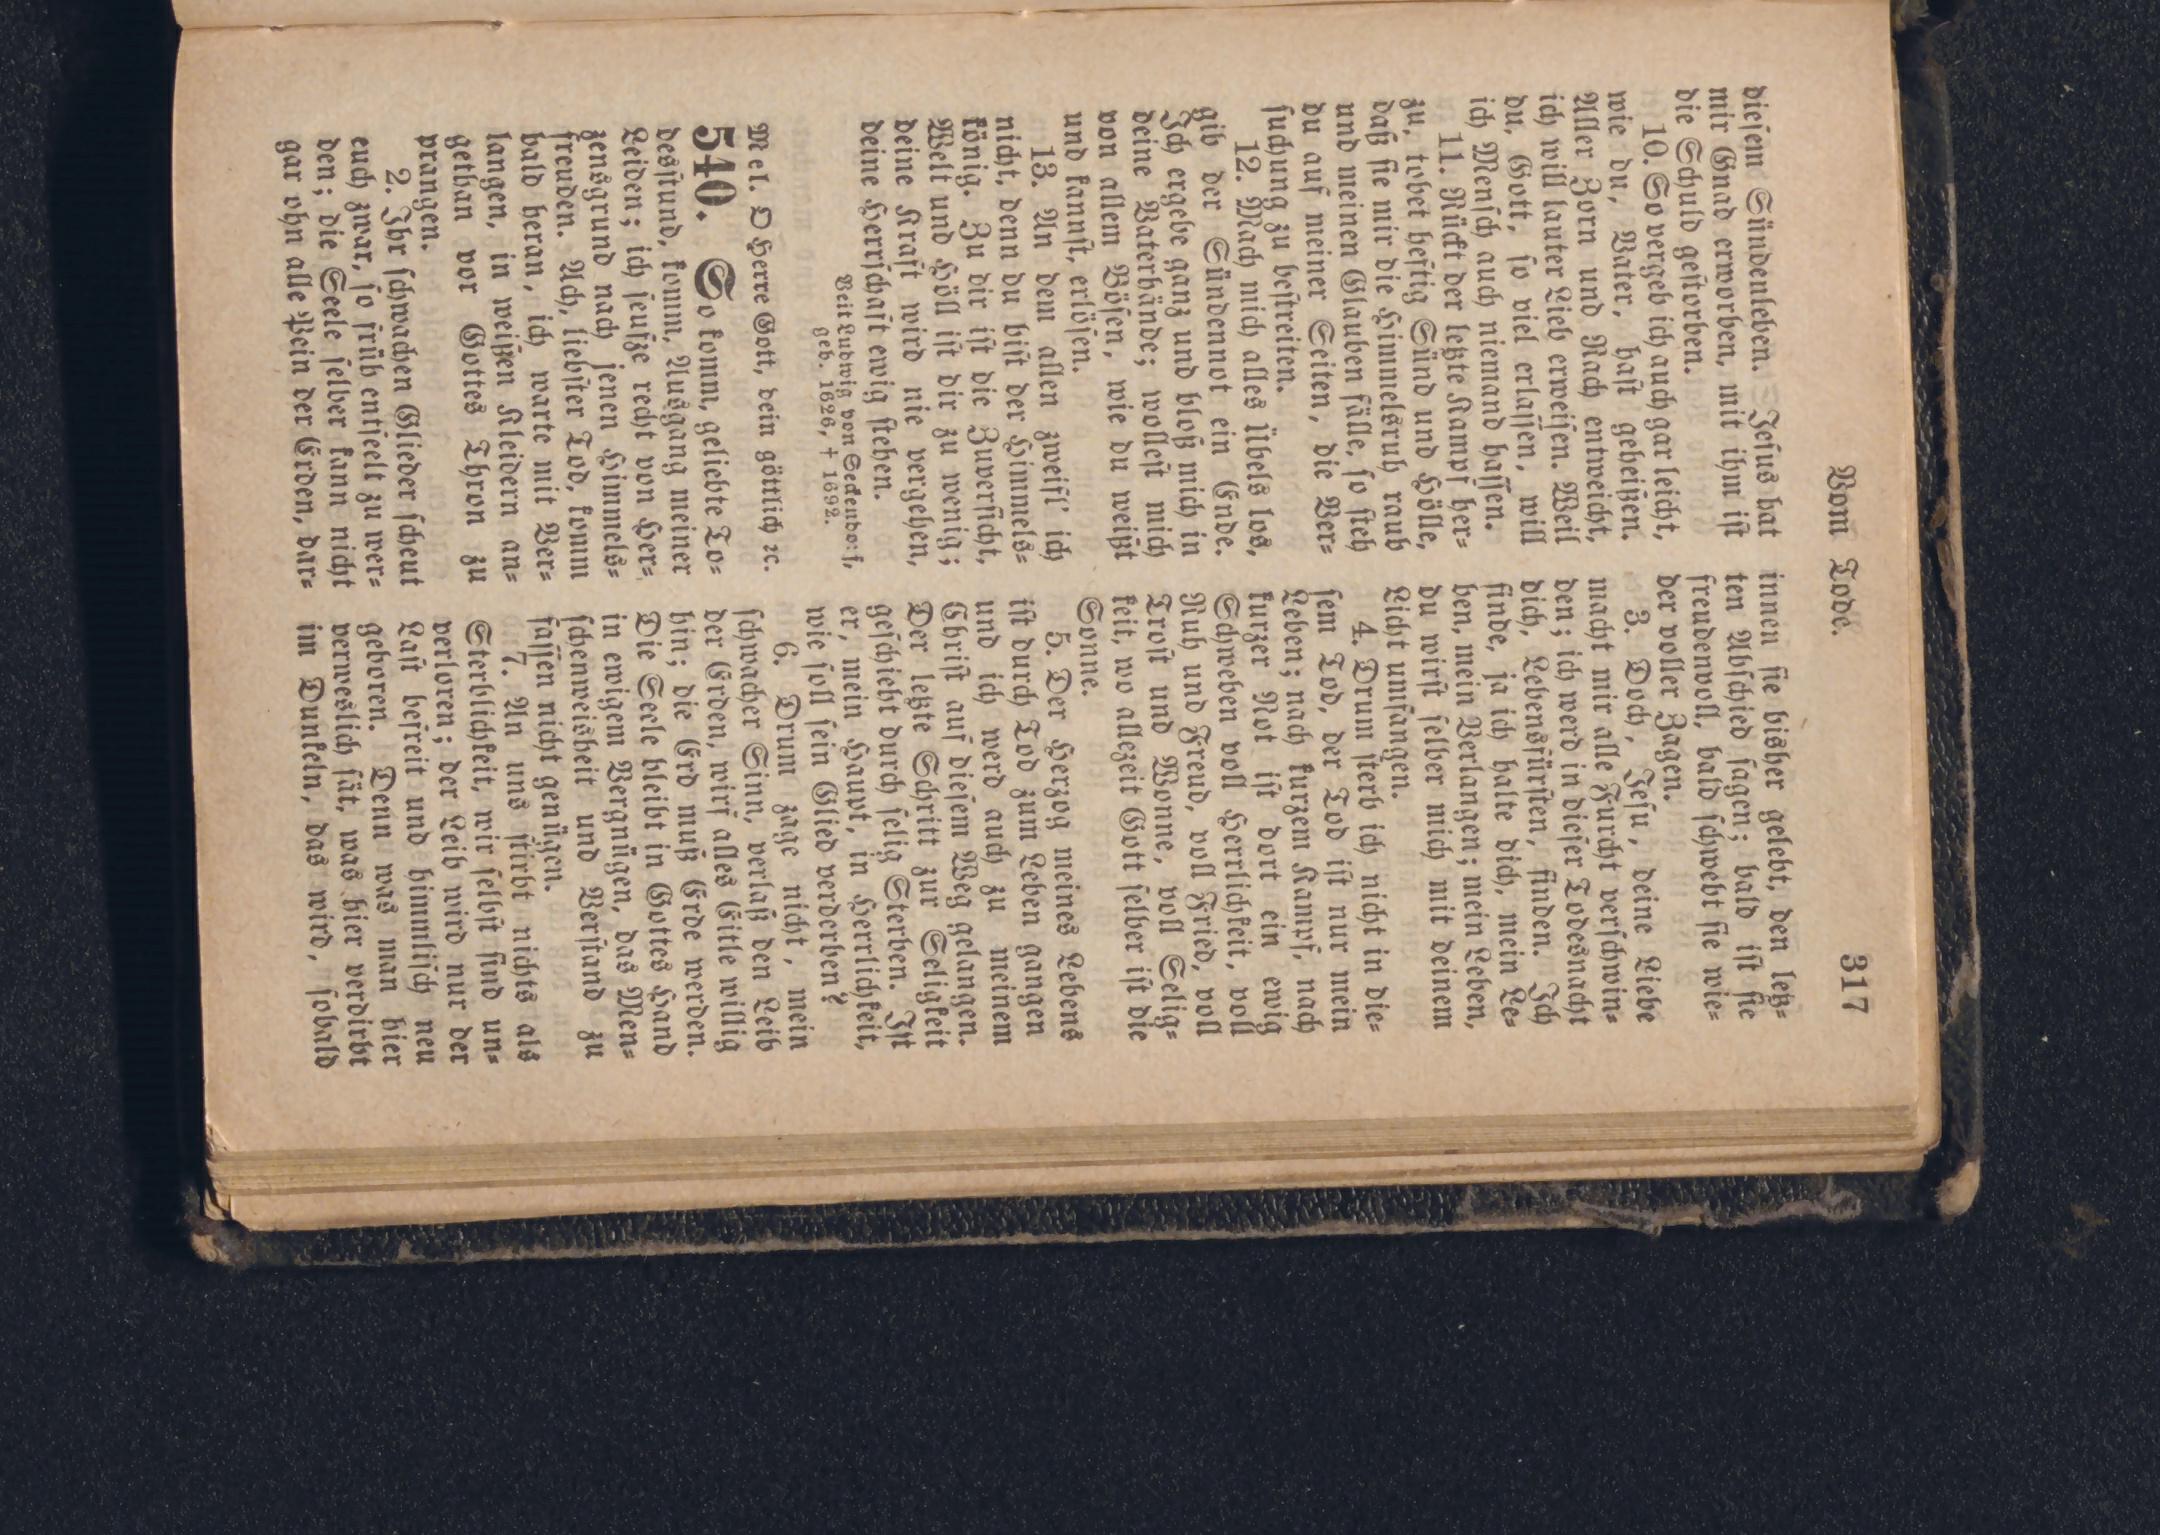 Vom Tode. 317
dieſem Sündenleben. Jeſus hat
mir Gnad erworben, mit ihm iſt
die Schuld geſtorben.
10. So vergeb ich auch gar leicht,
wie du, Vater, haſt geheißen.
Aller Zorn und Rach entweicht,
ich will lauter Lieb erweiſen. Weil
du, Gott, ſo viel erlaſſen, will
ich Menſch auch niemand haſſen.
11. Rückt der letzte Kampf her⸗
zu, tobet heftig Sünd und Hölle,
daß ſie mir die Himmelsruh raub
und meinen Glauben fälle, ſo ſteh
du auf meiner Seiten, die Ver⸗
ſuchung zu beſtreiten.
12. Mach mich alles Übels los,
gib der Sündennot ein Ende.
Ich ergebe ganz und bloß mich in
deine Vaterhände; wolleſt mich
von allem Böſen, wie du weißt
und kannſt, erlöſen.
13. An dem allen zweifl' ich
nicht, denn du biſt der Himmels⸗
könig. Zu dir iſt die Zuverſicht,
Welt und Höll iſt dir zu wenig;
deine Kraft wird nie vergehen,
deine Herrſchaft ewig ſtehen.
Veit Ludwig von Seckendorf,
geb. 1626, † 1692.
Mel. O Herre Gott, dein göttlich ꝛc.
540. So komm, geliebte To⸗
desſtund, komm, Ausgang meiner
Leiden; ich ſeufze recht von Her⸗
zensgrund nach jenen Himmels⸗
freuden. Ach, liebſter Tod, komm
bald heran, ich warte mit Ver⸗
langen, in weißen Kleidern an⸗
gethan vor Gottes Thron zu
prangen.
2. Ihr ſchwachen Glieder ſcheut
euch zwar, ſo früh entſeelt zu wer⸗
den; die Seele ſelber kann nicht
gar ohn alle Pein der Erden, dar⸗
innen ſie bisher gelebt, den letz⸗
ten Abſchied ſagen; bald iſt ſie
freudenvoll, bald ſchwebt ſie wie⸗
der voller Zagen.
3. Doch, Jeſu, deine Liebe
macht mir alle Furcht verſchwin⸗
den; ich werd in dieſer Todesnacht
dich, Lebensfürſten, finden. Ich
finde, ja ich halte dich, mein Le⸗
ben, mein Verlangen; mein Leben,
du wirſt ſelber mich mit deinem
Licht umfangen.
4. Drum ſterb ich nicht in die⸗
ſem Tod, der Tod iſt nur mein
Leben; nach kurzem Kampf, nach
kurzer Not iſt dort ein ewig
Schweben voll Herrlichkeit, voll
Ruh und Freud, voll Fried, voll
Troſt und Wonne, voll Selig⸗
keit, wo allezeit Gott ſelber iſt die
Sonne.
5. Der Herzog meines Lebens
iſt durch Tod zum Leben gangen
und ich werd auch zu meinem
Chriſt auf dieſem Weg gelangen.
Der letzte Schritt zur Seligkeit
geſchieht durch ſelig Sterben. Iſt
er, mein Haupt, in Herrlichkeit,
wie ſoll ſein Glied verderben?
6. Drum zage nicht, mein
ſchwacher Sinn, verlaß den Leib
der Erden, wirf alles Eitle willig
hin; die Erd muß Erde werden.
Die Seele bleibt in Gottes Hand
in ewigem Vergnügen, das Men⸗
ſchenweisheit und Verſtand zu
faſſen nicht genügen.
7. An uns ſtirbt nichts als
Sterblichkeit, wir ſelbſt ſind un⸗
verloren; der Leib wird nur der
Laſt befreit und himmliſch neu
geboren. Denn was man hier
verweslich ſät, was hier verdirbt
im Dunkeln, das wird, ſobald